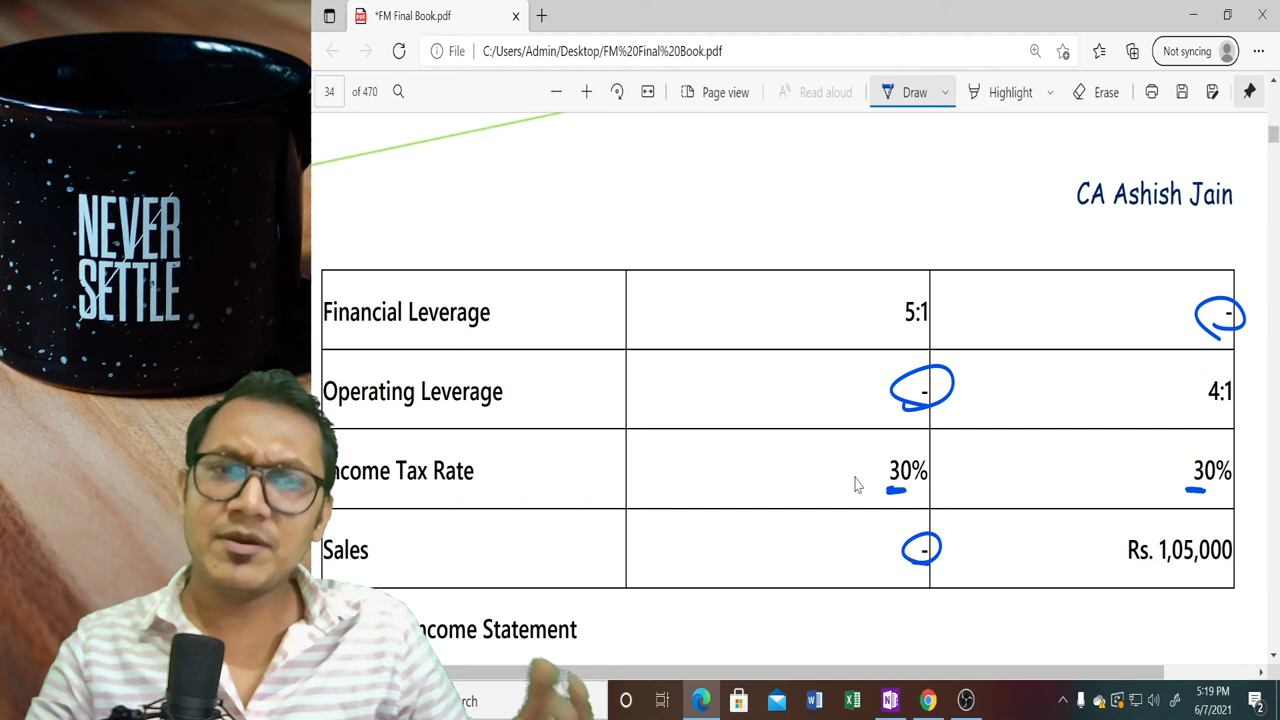 *FM Final Book.pdf
File
C:/Users/Admin/Desktop/FM%20Final%20Book.pdf
Not syncing
34 of 470
Page view
Read aloud
Draw
Highlight
Erase
NEVER
SETTLE
CA Ashish Jain
Financial Leverage 5:1 -
Operating Leverage - 4:1
ncome Tax Rate 30% 30%
Sales - Rs. 1,05,000
ncome Statement
rch
5:19 PM
6/7/2021